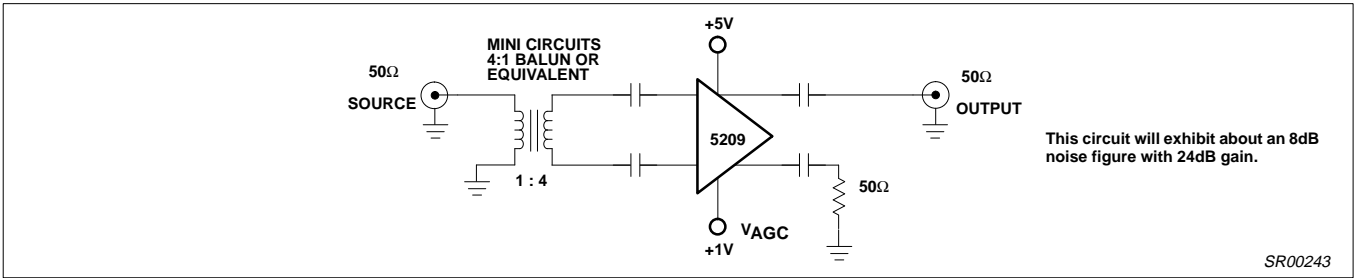 +5V
MINI CIRCUITS
4:1 BALUN OR
EQUIVALENT
50Ω
SOURCE
50Ω
OUTPUT
5209
This circuit will exhibit about an 8dB
noise figure with 24dB gain.
1 : 4
50Ω
VAGC
+1V
SR00243